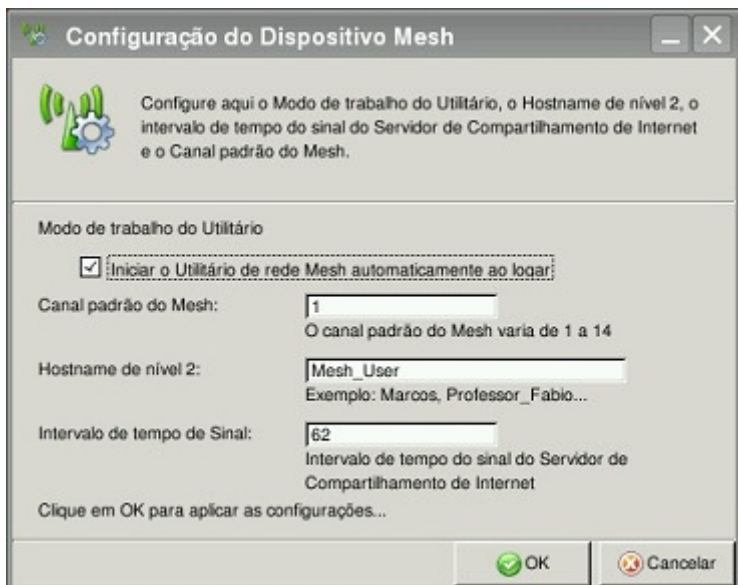 Configuração do Dispositivo Mesh
Configure aqui o Modo de trabalho do Utilitário, o Hostname de nível 2, o
intervalo de tempo do sinal do Servidor de Compartilhamento de Internet
e o Canal padrão do Mesh.
Modo de trabalho do Utilitário
Iniciar o Utilitário de rede Mesh automaticamente ao logar
Canal padrão do Mesh: 1
O canal padrão do Mesh varia de 1 a 14
Hostname de nível 2: Mesh_User
Exemplo: Marcos, Professor_Fabio...
Intervalo de tempo de Sinal: 62
Intervalo de tempo do sinal do Servidor de
Compartilhamento de Internet
Clique em OK para aplicar as configurações...
OK Cancelar